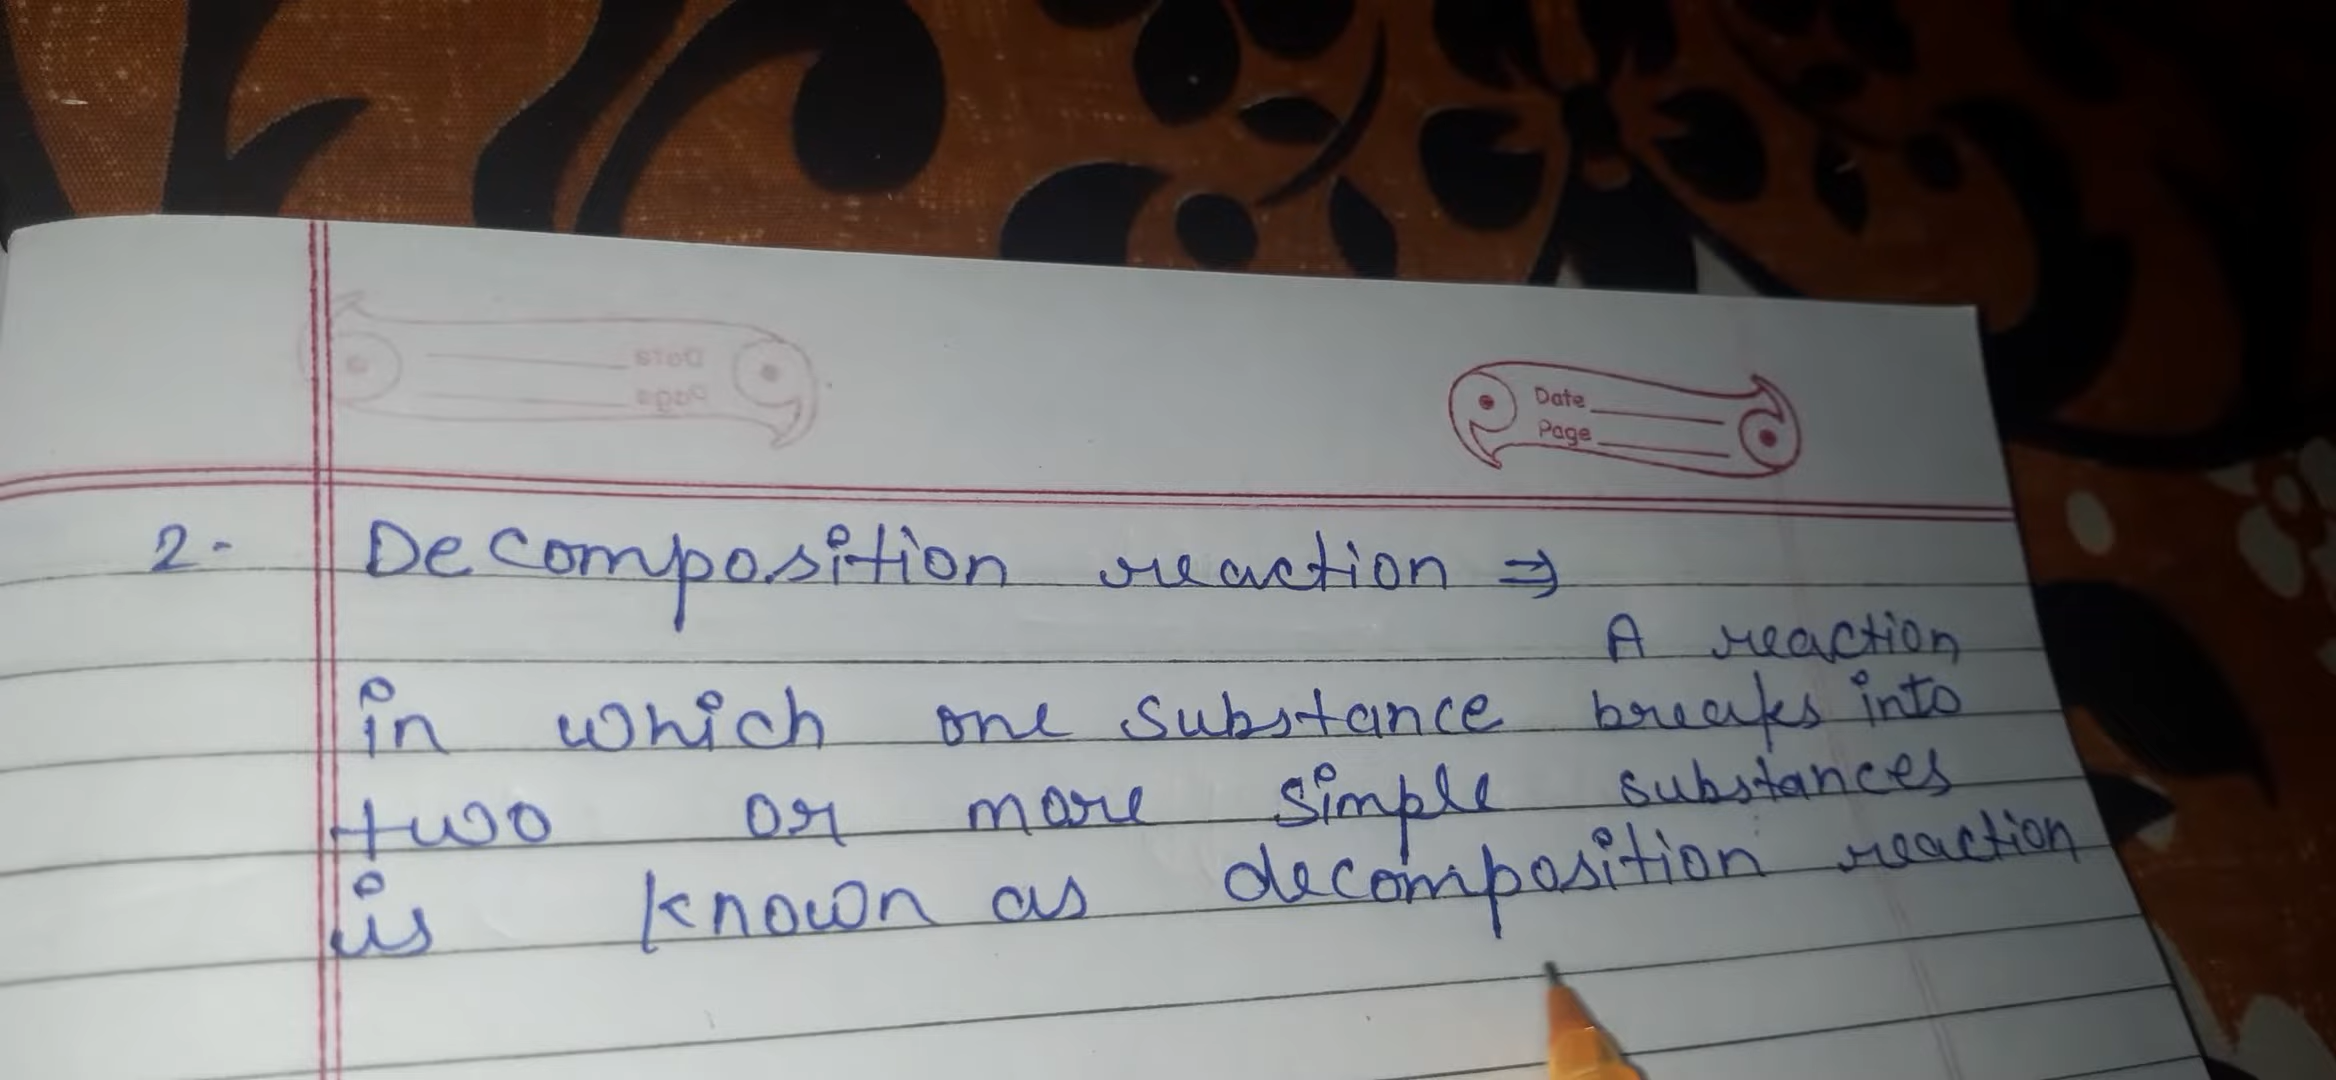 Date
Page
2- Decomposition reaction ⇒
A reaction
in which one substance breaks into
two or more simple substances
is known as decomposition reaction